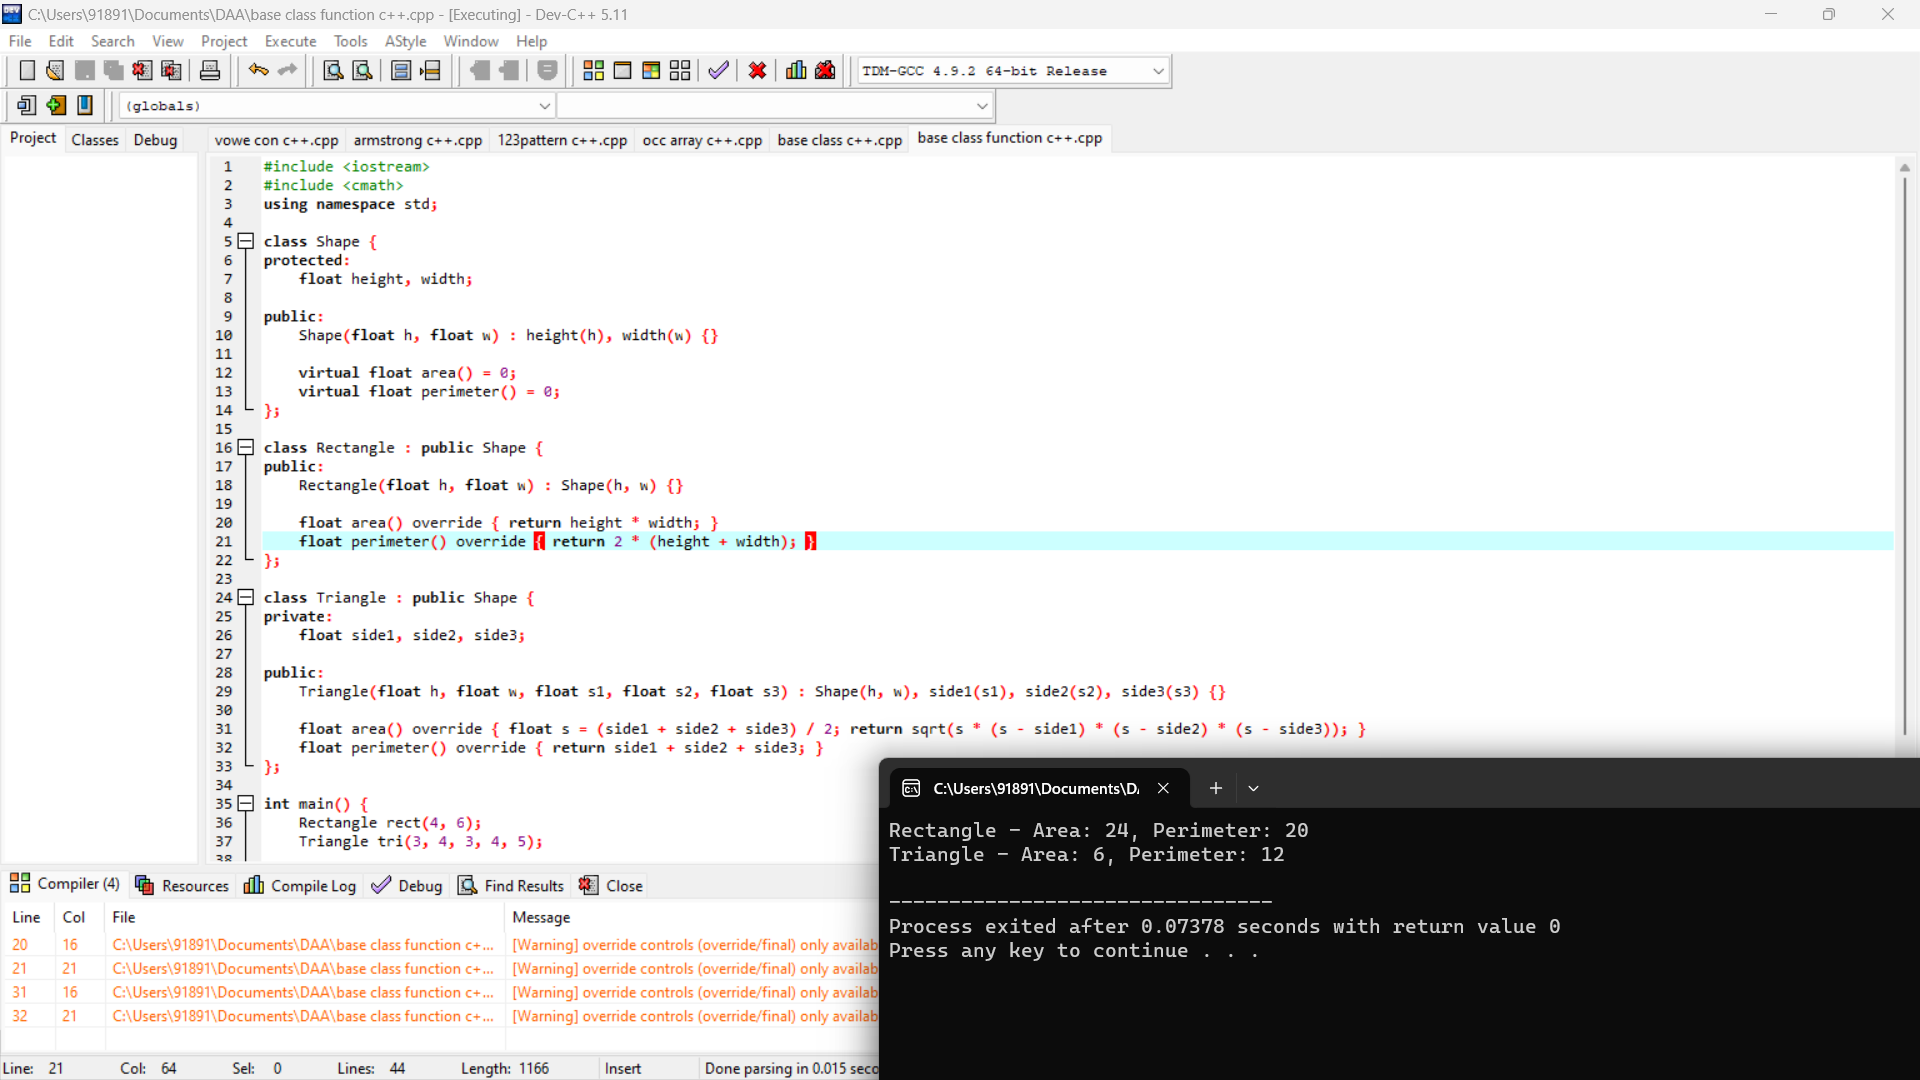 C:\Users\91891\Documents\DAA\base class function c++.cpp - [Executing] - Dev-C++ 5.11
File Edit Search View Project Execute Tools AStyle Window Help
TDM-GCC 4.9.2 64-bit Release
(globals)
Project Classes Debug
vowe con c++.cpp armstrong c++.cpp 123pattern c++.cpp occ array c++.cpp base class c++.cpp base class function c++.cpp
1 #include <iostream>
2 #include <cmath>
3 using namespace std;
4
5 class Shape {
6 protected:
7     float height, width;
8
9 public:
10     Shape(float h, float w) : height(h), width(w) {}
11
12     virtual float area() = 0;
13     virtual float perimeter() = 0;
14 };
15
16 class Rectangle : public Shape {
17 public:
18     Rectangle(float h, float w) : Shape(h, w) {}
19
20     float area() override { return height * width; }
21     float perimeter() override { return 2 * (height + width); }
22 };
23
24 class Triangle : public Shape {
25 private:
26     float side1, side2, side3;
27
28 public:
29     Triangle(float h, float w, float s1, float s2, float s3) : Shape(h, w), side1(s1), side2(s2), side3(s3) {}
30
31     float area() override { float s = (side1 + side2 + side3) / 2; return sqrt(s * (s - side1) * (s - side2) * (s - side3)); }
32     float perimeter() override { return side1 + side2 + side3; }
33 };
34
35 int main() {
36     Rectangle rect(4, 6);
37     Triangle tri(3, 4, 3, 4, 5);
38
C:\Users\91891\Documents\D
Rectangle - Area: 24, Perimeter: 20
Triangle - Area: 6, Perimeter: 12
--------------------------------
Process exited after 0.07378 seconds with return value 0
Press any key to continue . . .
Compiler (4) Resources Compile Log Debug Find Results Close
Line Col File Message
20 16 C:\Users\91891\Documents\DAA\base class function c+... [Warning] override controls (override/final) only availab
21 21 C:\Users\91891\Documents\DAA\base class function c+... [Warning] override controls (override/final) only availab
31 16 C:\Users\91891\Documents\DAA\base class function c+... [Warning] override controls (override/final) only availab
32 21 C:\Users\91891\Documents\DAA\base class function c+... [Warning] override controls (override/final) only availab
Line: 21 Col: 64 Sel: 0 Lines: 44 Length: 1166 Insert Done parsing in 0.015 seco